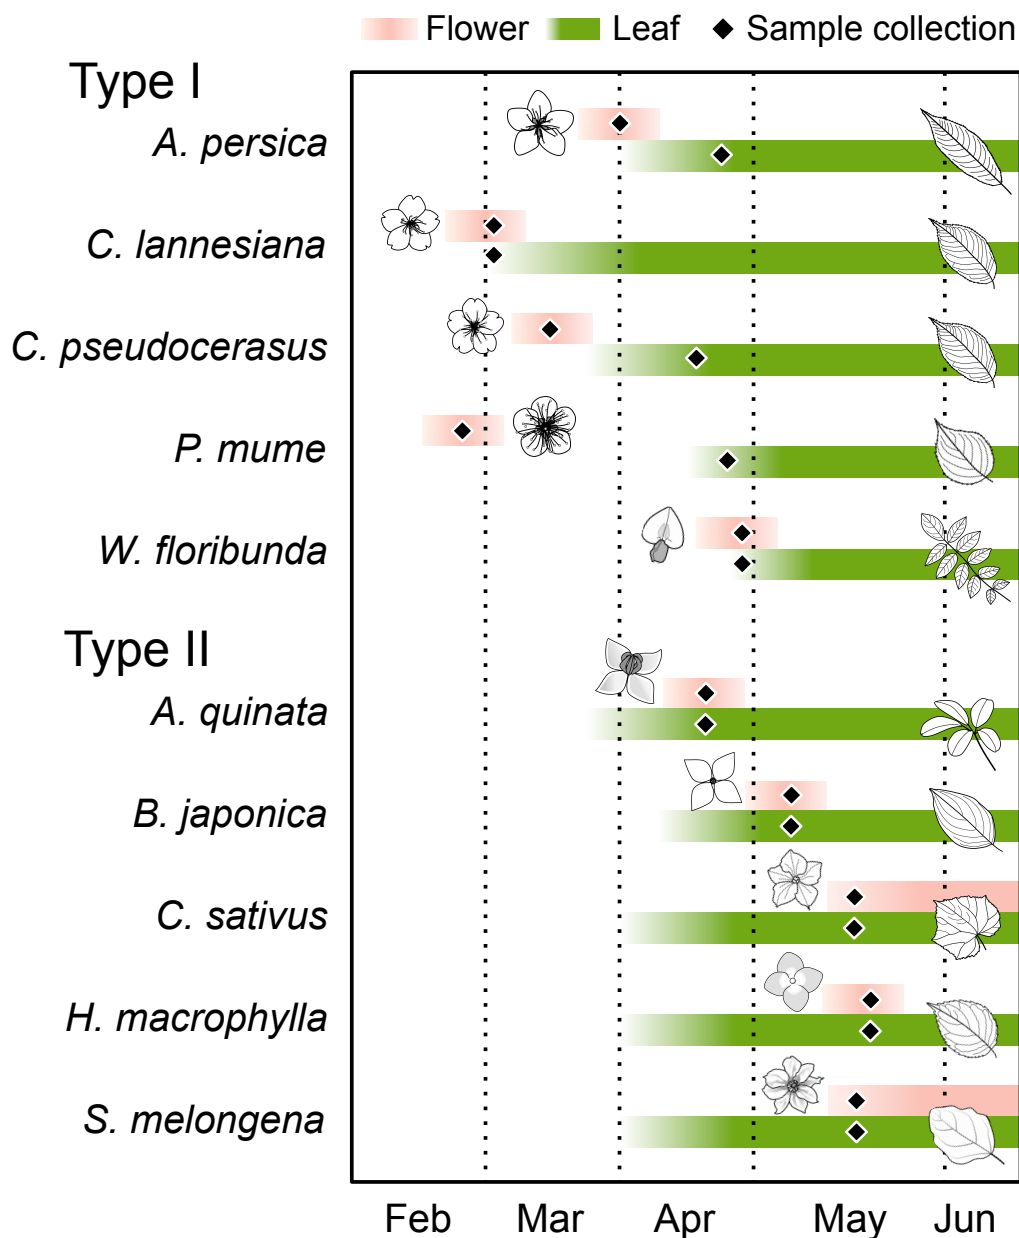 Flower Leaf Sample collection
Type I
A. persica
C. lannesiana
C. pseudocerasus
P. mume
W. floribunda
Type II
A. quinata
B. japonica
C. sativus
H. macrophylla
S. melongena
Feb Mar Apr May Jun